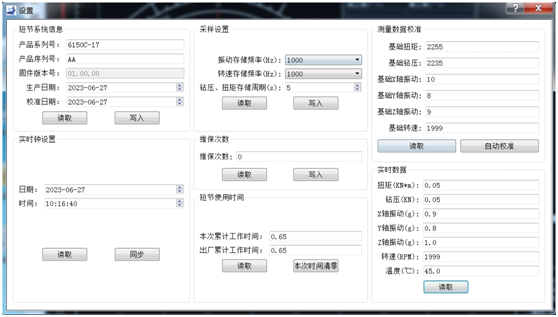 设置
短节系统信息
产品系列号: 6150C-17
产品序列号: AA
固件版本号: 01.00.00
生产日期: 2023-06-27
校准日期: 2023-06-27
读取 写入
实时钟设置
日期: 2023-06-27
时间: 10:16:40
读取 同步
采样设置
振动存储频率(Hz): 1000
转速存储频率(Hz): 1000
钻压、扭矩存储周期(s): 5
读取 写入
维保次数
维保次数: 0
读取 写入
短节使用时间
本次累计工作时间: 0.65
出厂累计工作时间: 0.65
读取 本次时间清零
测量数据校准
基础扭矩: 2255
基础钻压: 2235
基础X轴振动: 10
基础Y轴振动: 8
基础Z轴振动: 9
基础转速: 1999
读取 自动校准
实时数据
扭矩(KN*m): 0.05
钻压(KN): 0.05
X轴振动(g): 0.9
Y轴振动(g): 0.8
Z轴振动(g): 1.0
转速(RPM): 1999
温度(℃): 45.0
读取